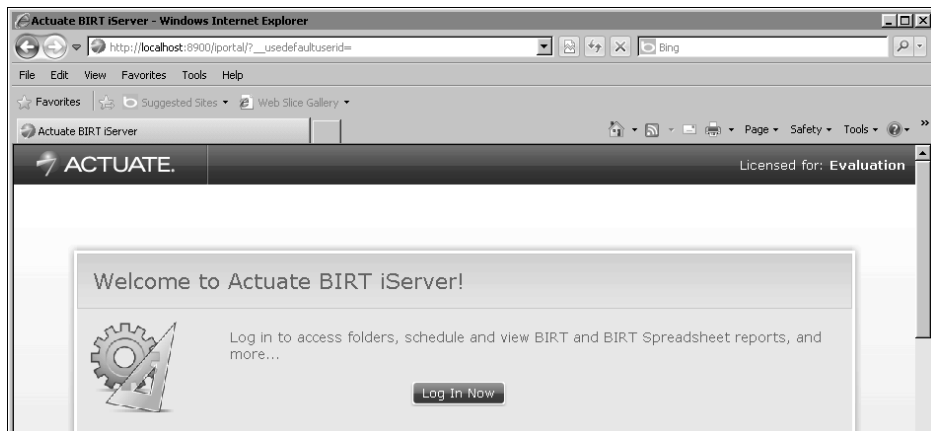 Actuate BIRT iServer - Windows Internet Explorer
http://localhost:8900/iportal/?__usedefaultuserid=
Bing
File Edit View Favorites Tools Help
Favorites Suggested Sites Web Slice Gallery
Actuate BIRT iServer Page Safety Tools »
ACTUATE. Licensed for: Evaluation
Welcome to Actuate BIRT iServer!
Log in to access folders, schedule and view BIRT and BIRT Spreadsheet reports, and
more...
Log In Now